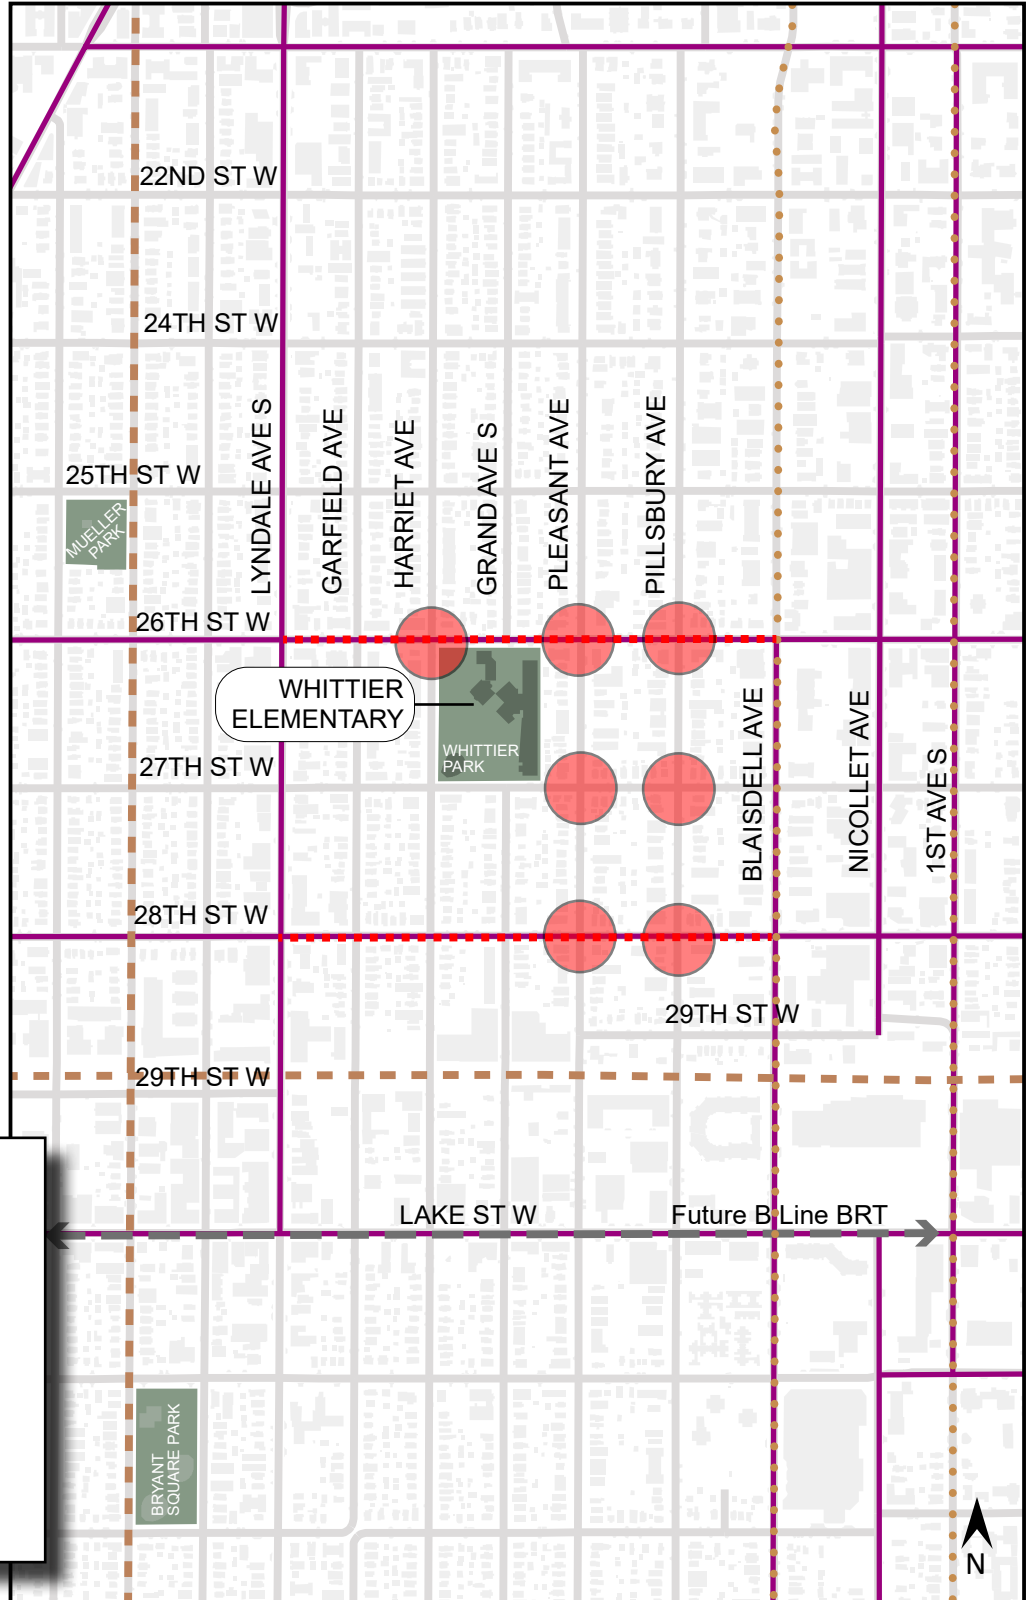 22ND ST W
24TH ST W
25TH ST W
MUELLER
PARK
LYNDALE AVE S
GARFIELD AVE
HARRIET AVE
GRAND AVE S
PLEASANT AVE
PILLSBURY AVE
26TH ST W
WHITTIER
ELEMENTARY
WHITTIER
PARK
27TH ST W
BLAISDELL AVE
NICOLLET AVE
1ST AVE S
28TH ST W
29TH ST W
29TH ST W
LAKE ST W
Future B Line BRT
BRYANT
SQUARE PARK
N